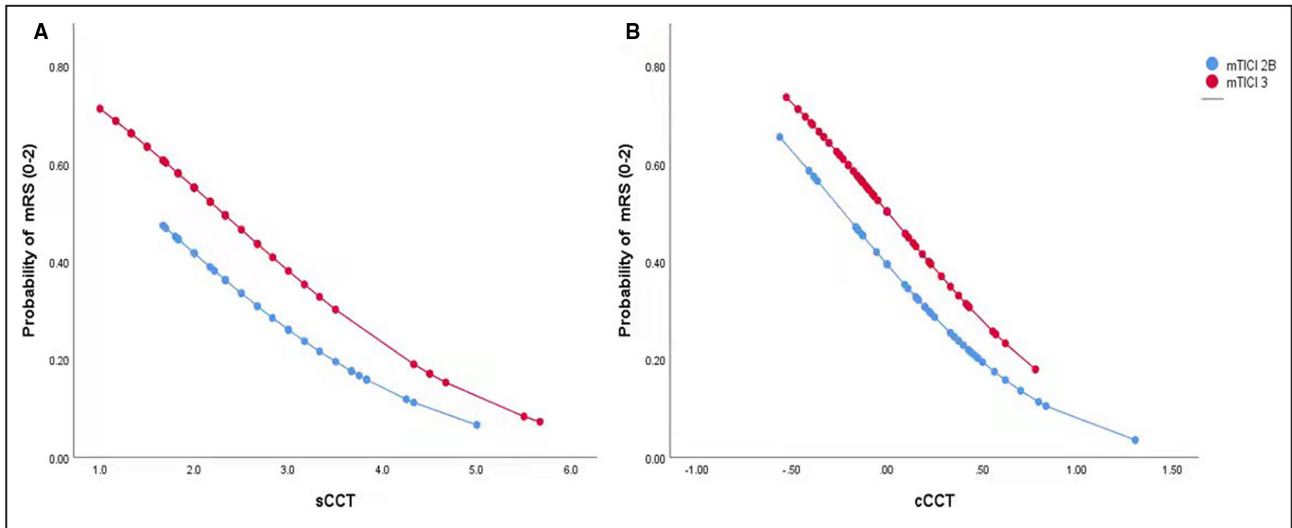 A
Probability of mRS (0-2)
0.80
0.60
0.40
0.20
0.00
1.0 2.0 3.0 4.0 5.0 6.0
sCCT
B
Probability of mRS (0-2)
0.80
0.60
0.40
0.20
0.00
-1.00 -.50 .00 .50 1.00 1.50
cCCT
mTICI 2B
mTICI 3